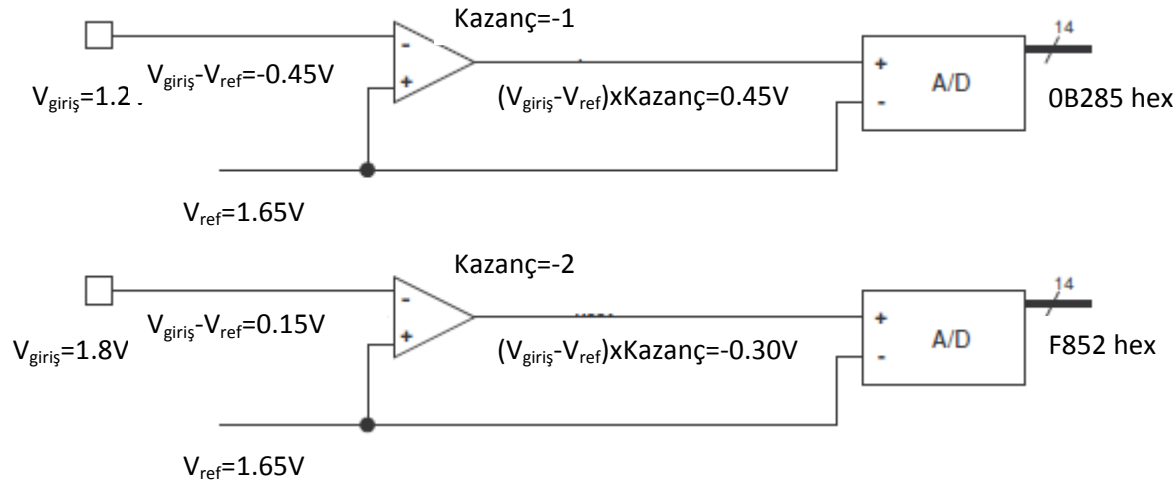 Kazanç=-1
14
Vgiriş-Vref=-0.45V
-
+
+
-
A/D
Vgiriş=1.2
(Vgiriş-Vref)xKazanç=0.45V
0B285 hex
Vref=1.65V
Kazanç=-2
14
Vgiriş-Vref=0.15V
-
+
+
-
A/D
Vgiriş=1.8V
(Vgiriş-Vref)xKazanç=-0.30V
F852 hex
Vref=1.65V